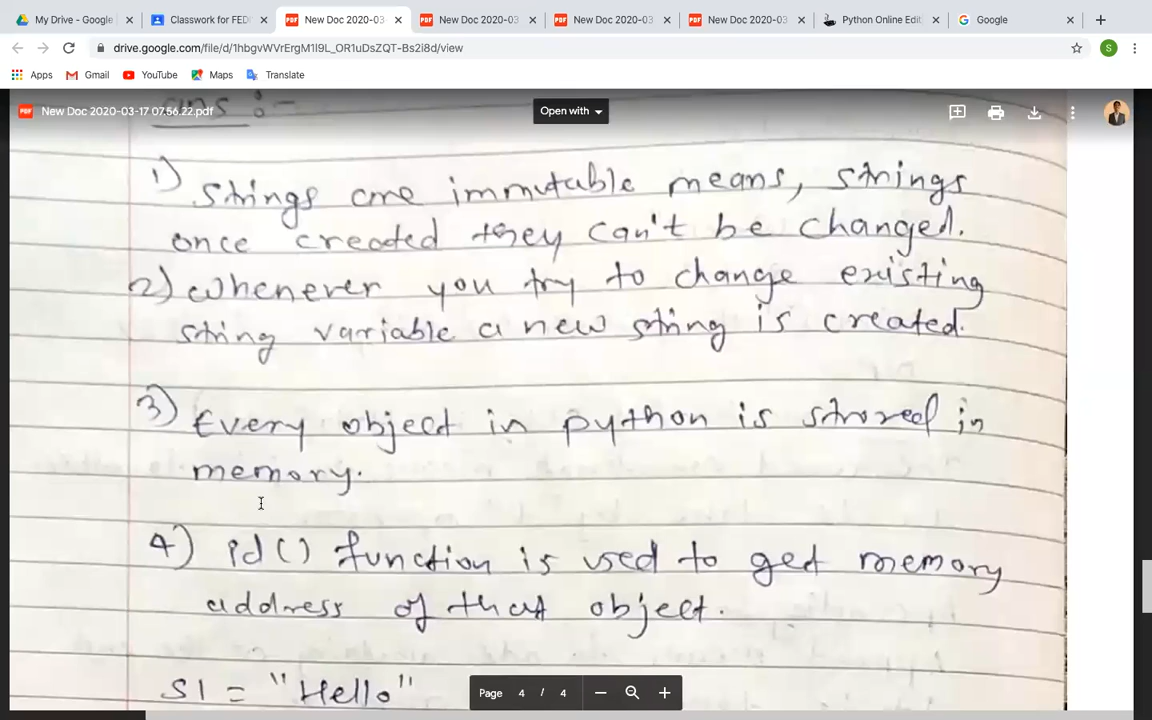 My Drive - Google
Classwork for FED
New Doc 2020-03-
New Doc 2020-03
New Doc 2020-03
New Doc 2020-03
Python Online Edit
Google
drive.google.com/file/d/1hbgvWVrErgM1l9L_OR1uDsZQT-Bs2i8d/view
S
Apps
Gmail
YouTube
Maps
Translate
ans :-
New Doc 2020-03-17 07.56.22.pdf
Open with
1) Strings are immutable means, strings
once created they can't be changed.
2) Whenever you try to change existing
string variable a new string is created.
3) Every object in python is stored in
memory.
4) id() function is used to get memory
address of that object.
S1 = "Hello"
Page 4 / 4